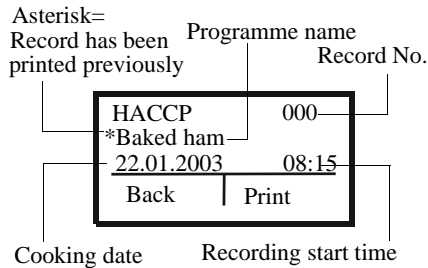 Asterisk=
Record has been
printed previously
Programme name
Record No.
HACCP 000
*Baked ham
22.01.2003 08:15
Back Print
Cooking date
Recording start time